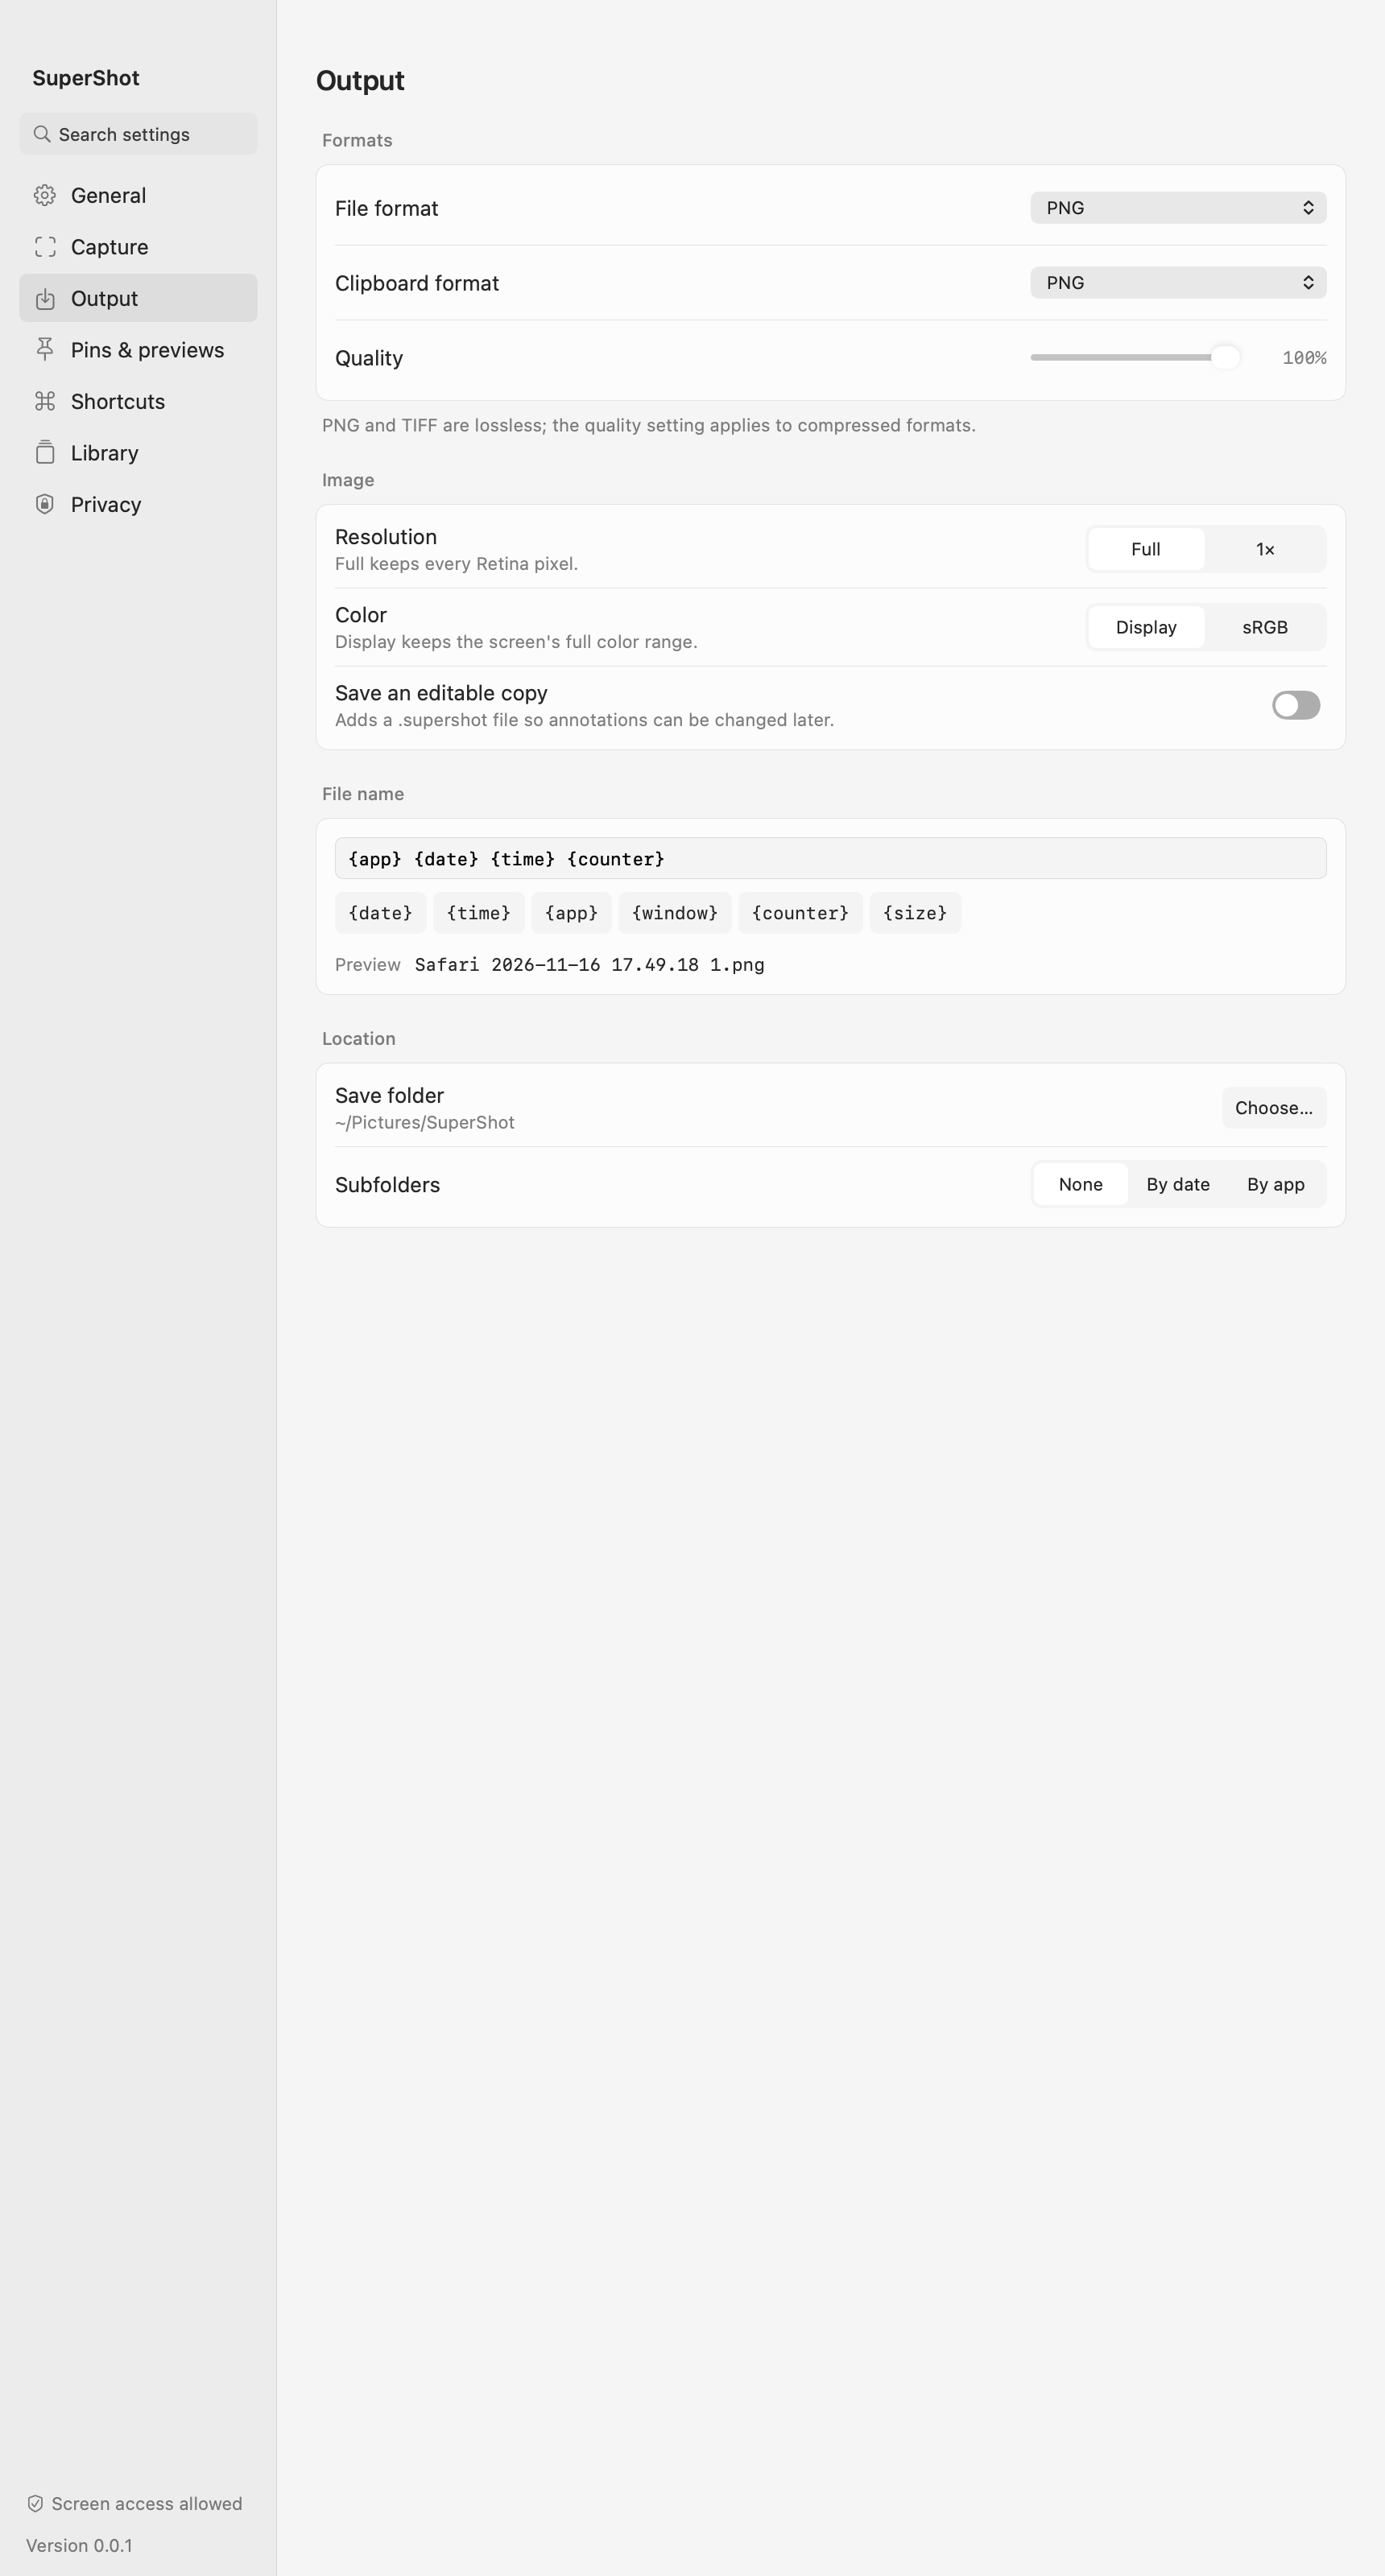 SuperShot
Search settings
General
Capture
Output
Pins & previews
Shortcuts
Library
Privacy
Screen access allowed
Version 0.0.1
Output
Formats
File format PNG
Clipboard format PNG
Quality 100%
PNG and TIFF are lossless; the quality setting applies to compressed formats.
Image
Resolution
Full keeps every Retina pixel.
Full 1×
Color
Display keeps the screen's full color range.
Display sRGB
Save an editable copy
Adds a .supershot file so annotations can be changed later.
File name
{app} {date} {time} {counter}
{date} {time} {app} {window} {counter} {size}
Preview Safari 2026-11-16 17.49.18 1.png
Location
Save folder
~/Pictures/SuperShot
Choose...
Subfolders None By date By app